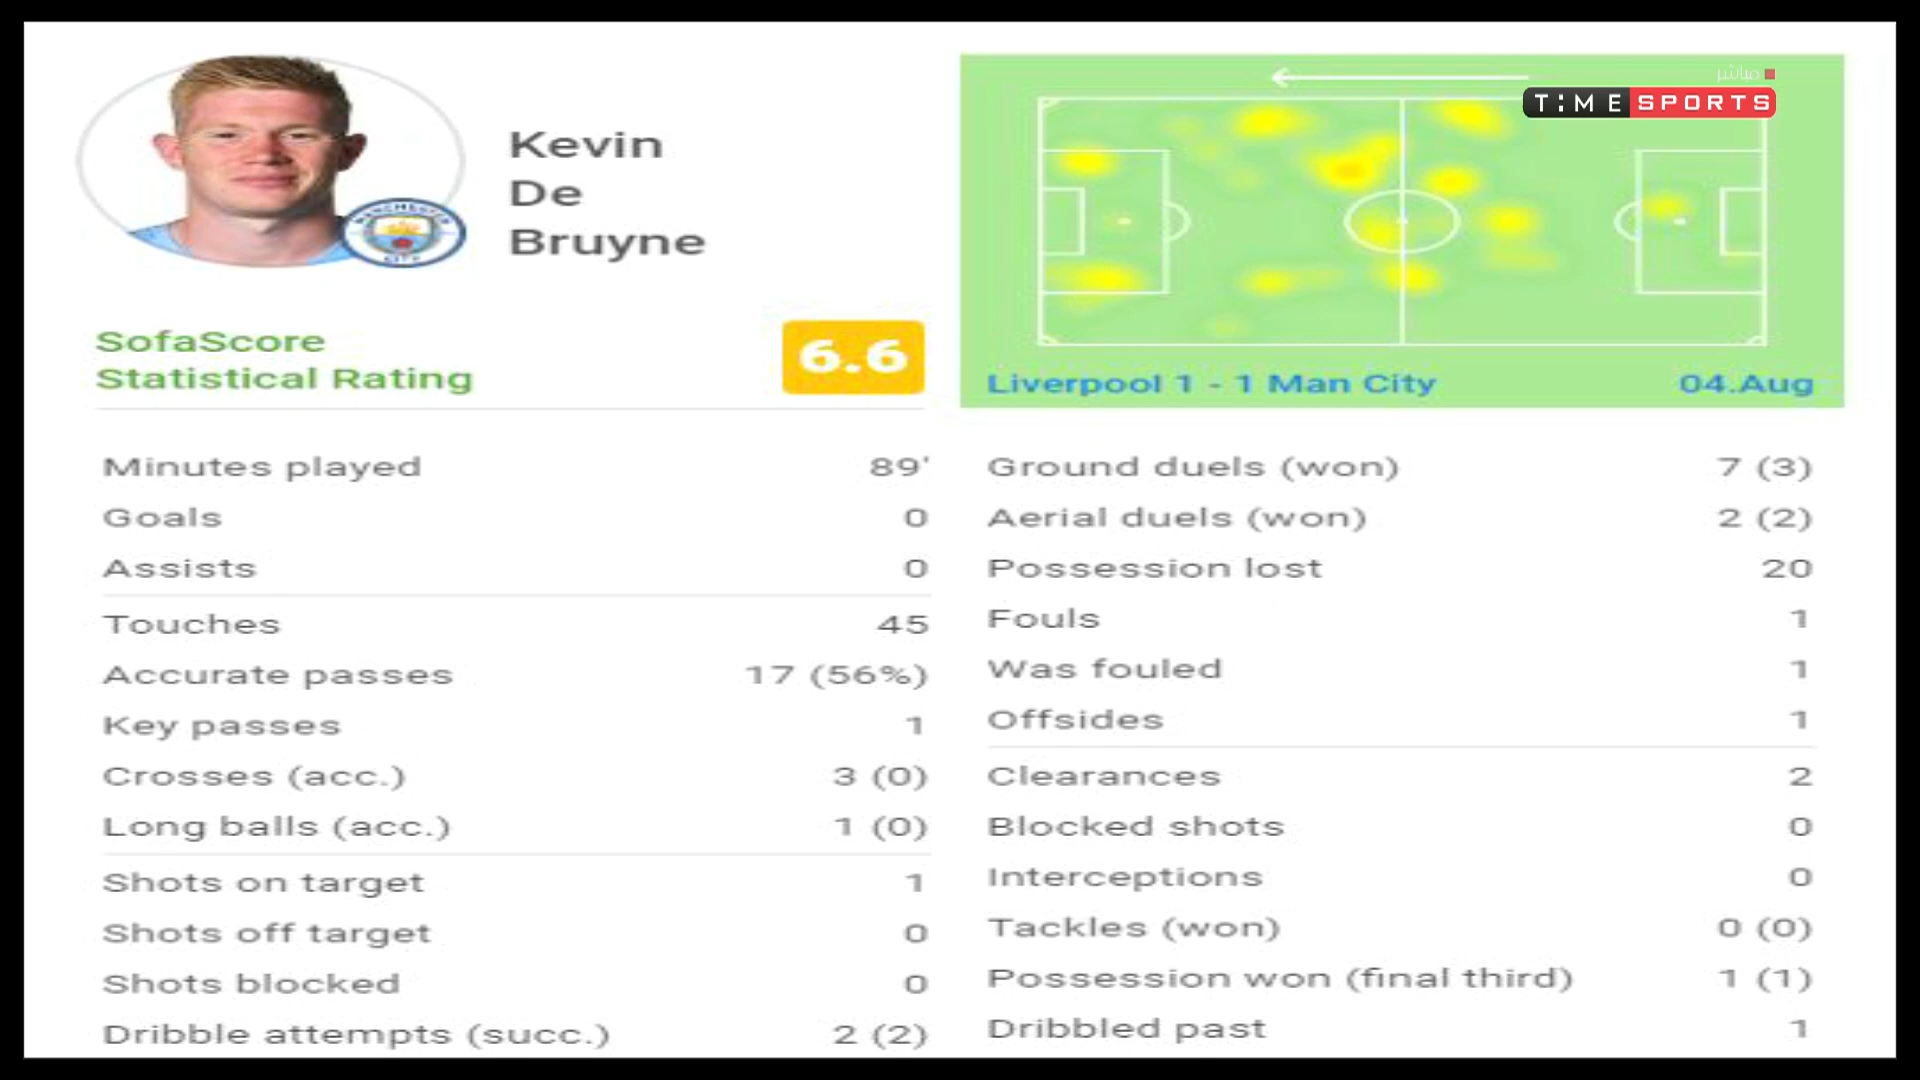 مباشر
TIME SPORTS
Kevin
De
Bruyne
MANCHESTER
CITY
SofaScore
Statistical Rating
6.6
Liverpool 1 - 1 Man City 04.Aug
Minutes played 89'
Goals 0
Assists 0
Touches 45
Accurate passes 17 (56%)
Key passes 1
Crosses (acc.) 3 (0)
Long balls (acc.) 1 (0)
Shots on target 1
Shots off target 0
Shots blocked 0
Dribble attempts (succ.) 2 (2)
Ground duels (won) 7 (3)
Aerial duels (won) 2 (2)
Possession lost 20
Fouls 1
Was fouled 1
Offsides 1
Clearances 2
Blocked shots 0
Interceptions 0
Tackles (won) 0 (0)
Possession won (final third) 1 (1)
Dribbled past 1